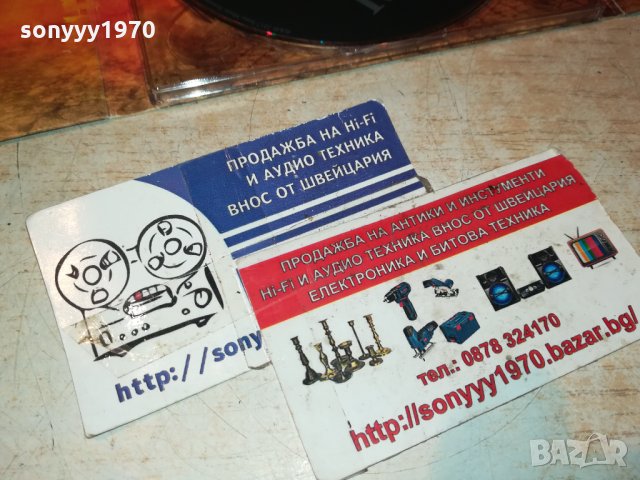 sonyyy1970
ПРОДАЖБА НА Hi-Fi
И АУДИО ТЕХНИКА
ВНОС ОТ ШВЕЙЦАРИЯ
http://sony
ПРОДАЖБА НА АНТИКИ И ИНСТУМЕНТИ
Hi-Fi И АУДИО ТЕХНИКА ВНОС ОТ ШВЕЙЦАРИЯ
ЕЛЕКТРОНИКА И БИТОВА ТЕХНИКА
тел.: 0878 324170
http://sonyyy1970.bazar.bg/
BAZAR.bg